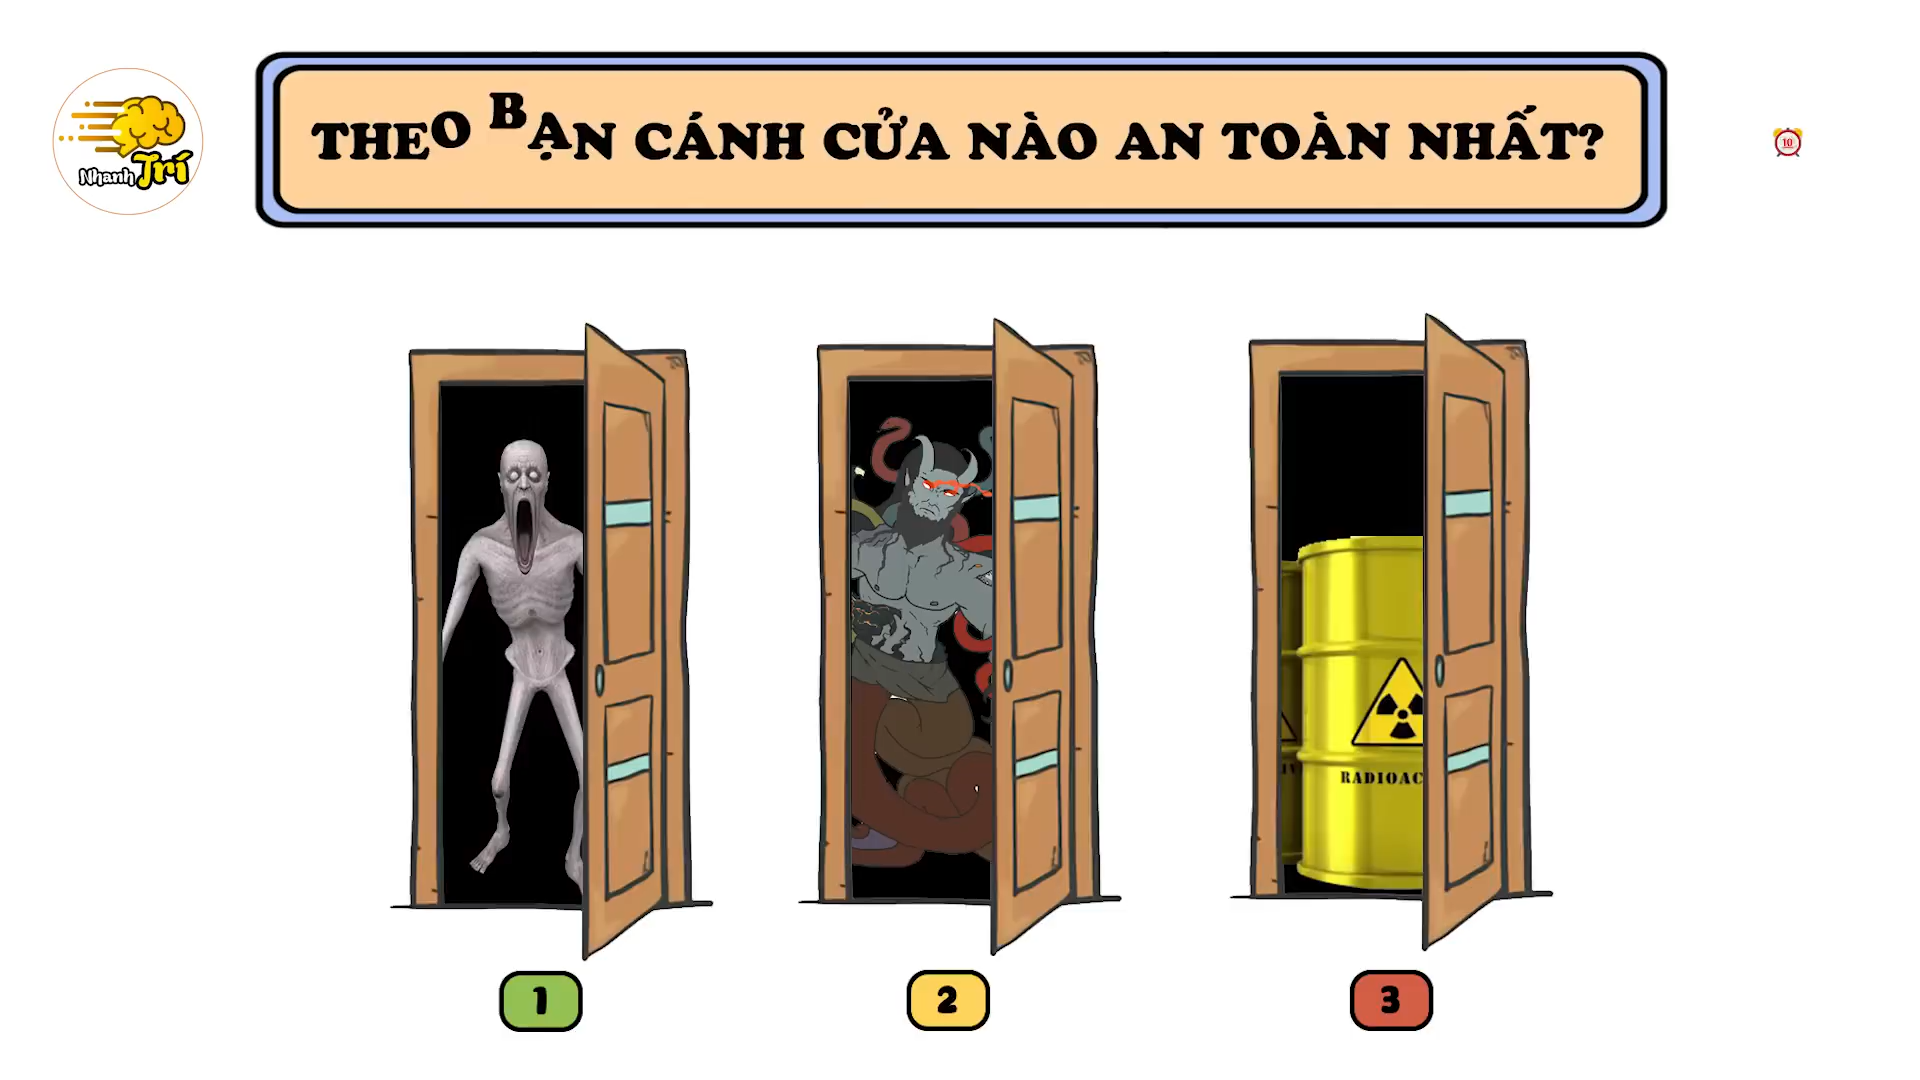 Nhanh Trí
THEO BẠN CÁNH CỬA NÀO AN TOÀN NHẤT?
10
RADIOAC
1
2
3